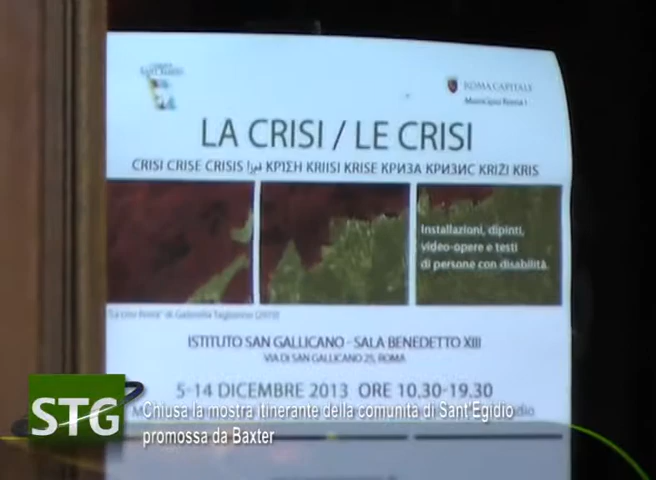 ROMA CAPITALE
Municipio Roma I
LA CRISI / LE CRISI
CRISI CRISE CRISIS ΚΡΙΣΗ KRIISI KRISE КРИЗА КРИЗИС KRIŽI KRIS
Installazioni, dipinti,
video-opere e testi
di persone con disabilità.
ISTITUTO SAN GALLICANO - SALA BENEDETTO XIII
VIA DI SAN GALLICANO 25, ROMA
5-14 DICEMBRE 2013 ORE 10.30-19.30
STG
Chiusa la mostra itinerante della comunità di Sant'Egidio
promossa da Baxter